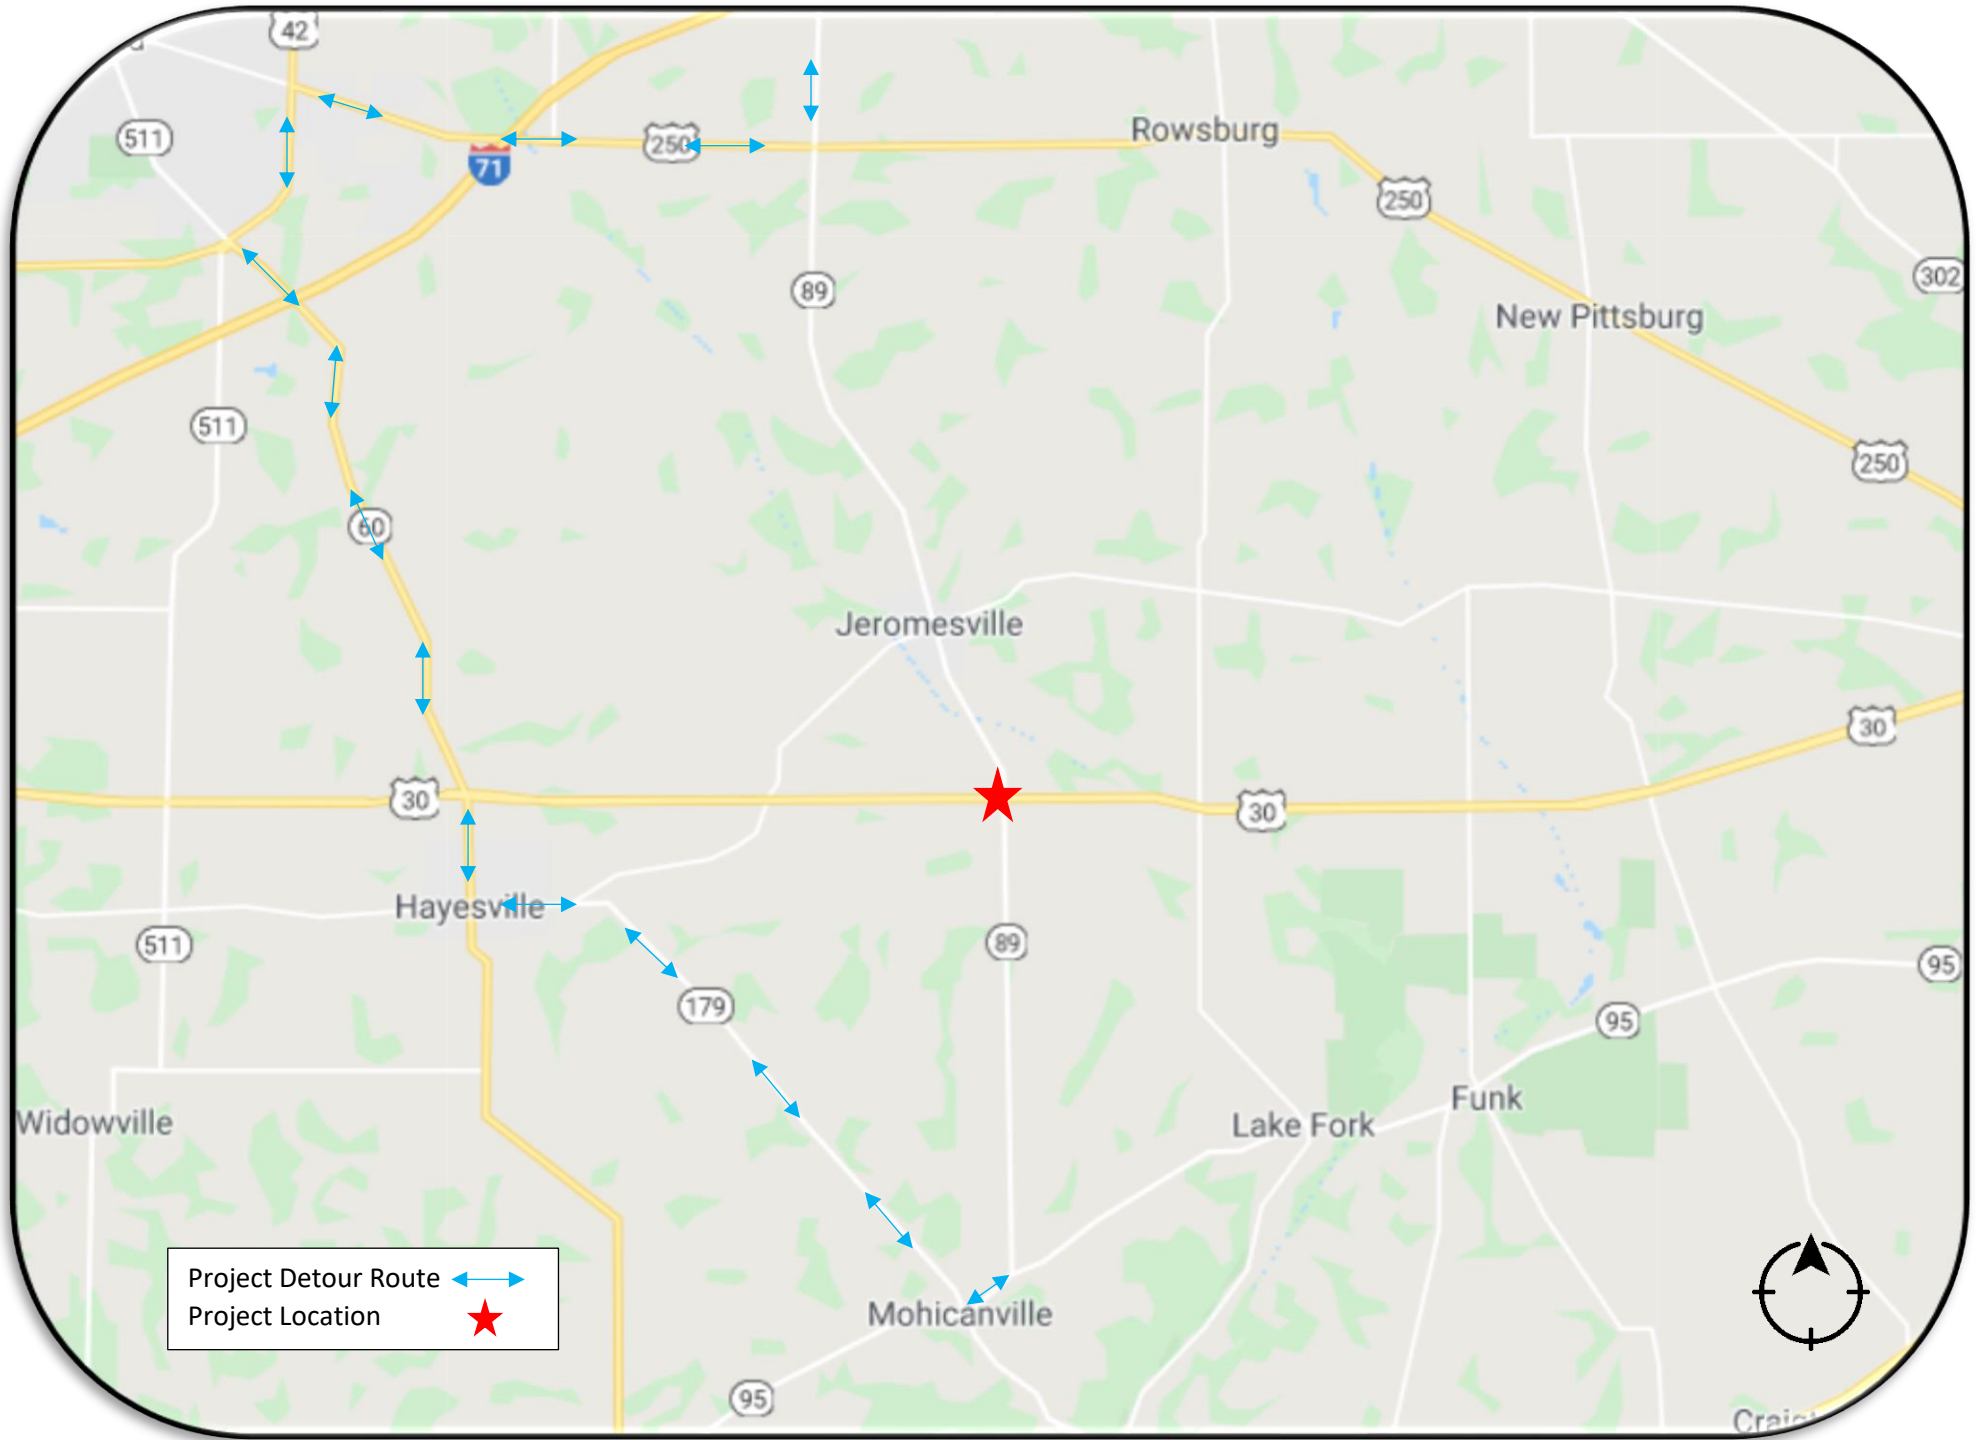 42
511
71
250
Rowsburg
250
89
302
New Pittsburg
511
250
60
Jeromesville
30
30
30
Hayesville
511
89
95
179
95
Funk
Widowville
Lake Fork
Project Detour Route
Project Location
Mohicanville
95